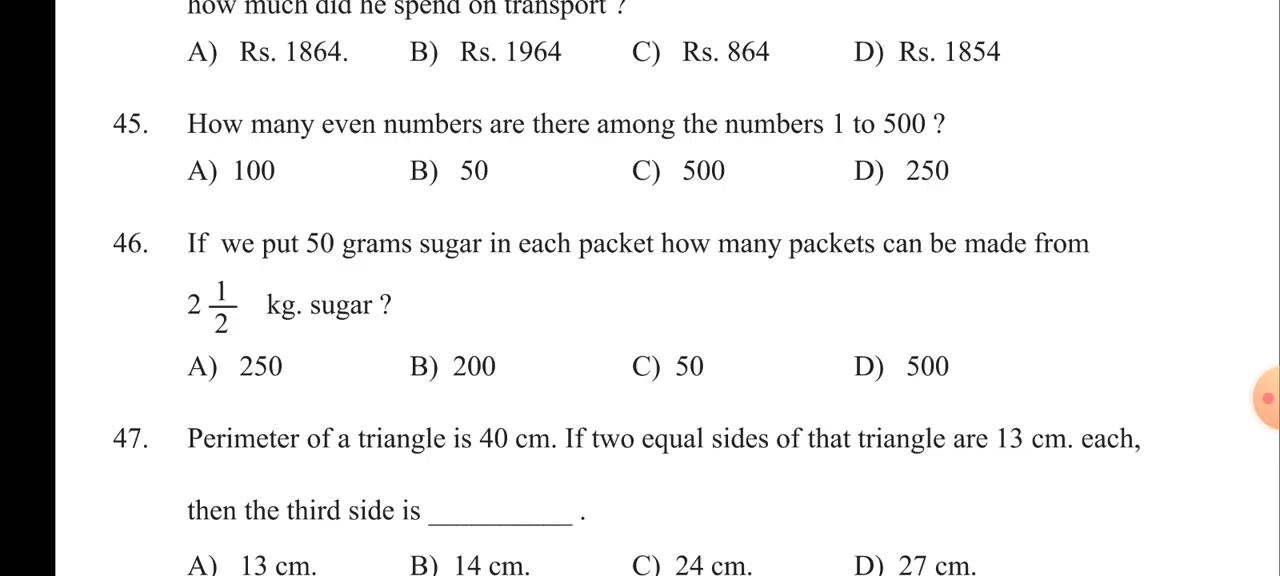 how much did he spend on transport ?
A) Rs. 1864. B) Rs. 1964 C) Rs. 864 D) Rs. 1854
45. How many even numbers are there among the numbers 1 to 500 ?
A) 100 B) 50 C) 500 D) 250
46. If we put 50 grams sugar in each packet how many packets can be made from
2 1/2 kg. sugar ?
A) 250 B) 200 C) 50 D) 500
47. Perimeter of a triangle is 40 cm. If two equal sides of that triangle are 13 cm. each,
then the third side is __________ .
A) 13 cm. B) 14 cm. C) 24 cm. D) 27 cm.